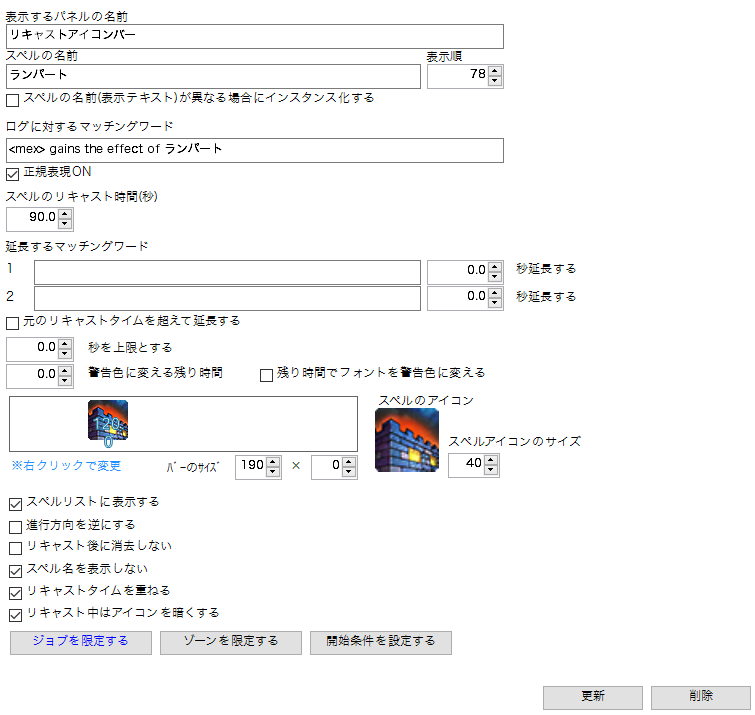 表示するパネルの名前
リキャストアイコンバー
スペルの名前 表示順
ランパート 78
スペルの名前(表示テキスト)が異なる場合にインスタンス化する
ログに対するマッチングワード
<mex> gains the effect of ランパート
正規表現ON
スペルのリキャスト時間(秒)
90.0
延長するマッチングワード
1 0.0 秒延長する
2 0.0 秒延長する
元のリキャストタイムを超えて延長する
0.0 秒を上限とする
0.0 警告色に変える残り時間 残り時間でフォントを警告色に変える
スペルのアイコン
120.
0
スペルアイコンのサイズ
40
※右クリックで変更 バーのサイズ 190 × 0
スペルリストに表示する
進行方向を逆にする
リキャスト後に消去しない
スペル名を表示しない
リキャストタイムを重ねる
リキャスト中はアイコンを暗くする
ジョブを限定する ゾーンを限定する 開始条件を設定する
更新 削除